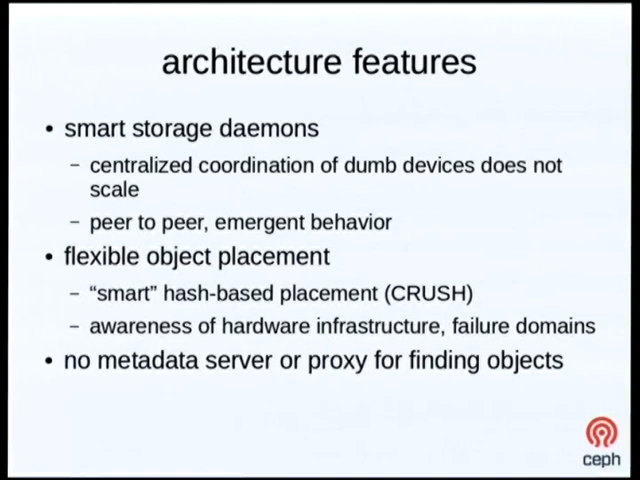 architecture features
• smart storage daemons
– centralized coordination of dumb devices does not
scale
– peer to peer, emergent behavior
• flexible object placement
– “smart” hash-based placement (CRUSH)
– awareness of hardware infrastructure, failure domains
• no metadata server or proxy for finding objects
ceph